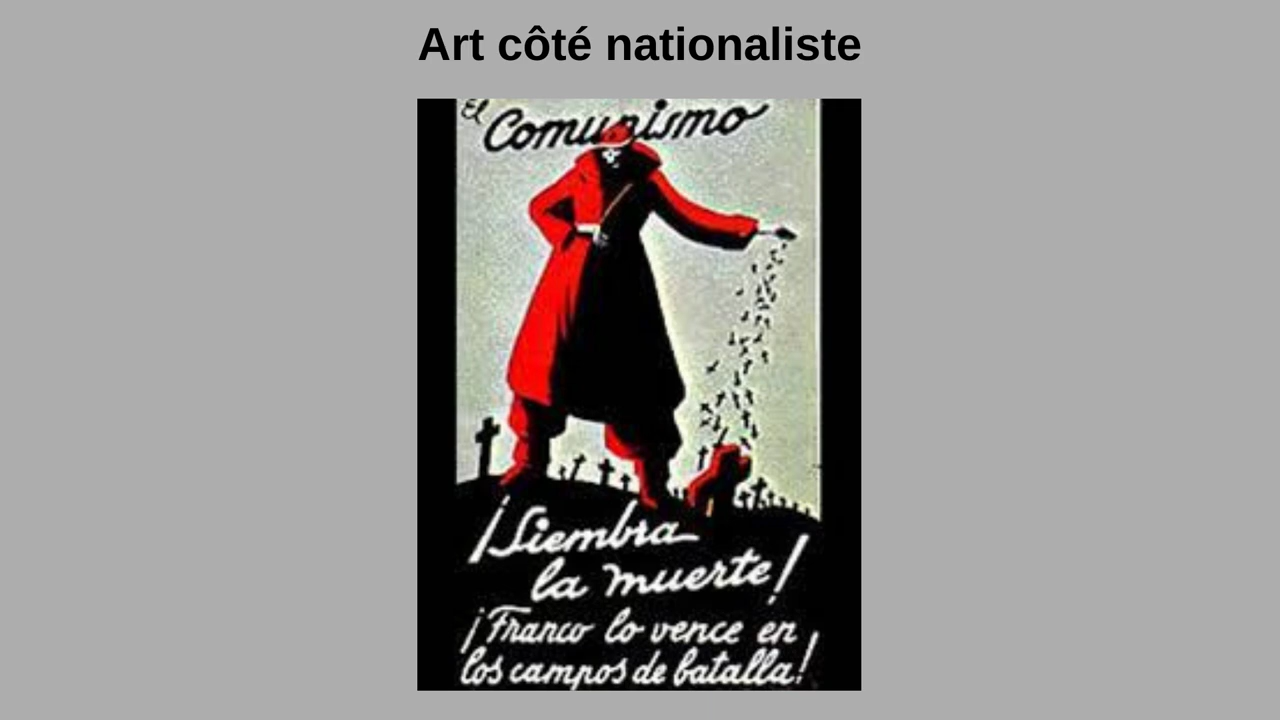 Art côté nationaliste
El
Comunismo
¡Siembra
la muerte!
¡Franco lo vence en
los campos de batalla!